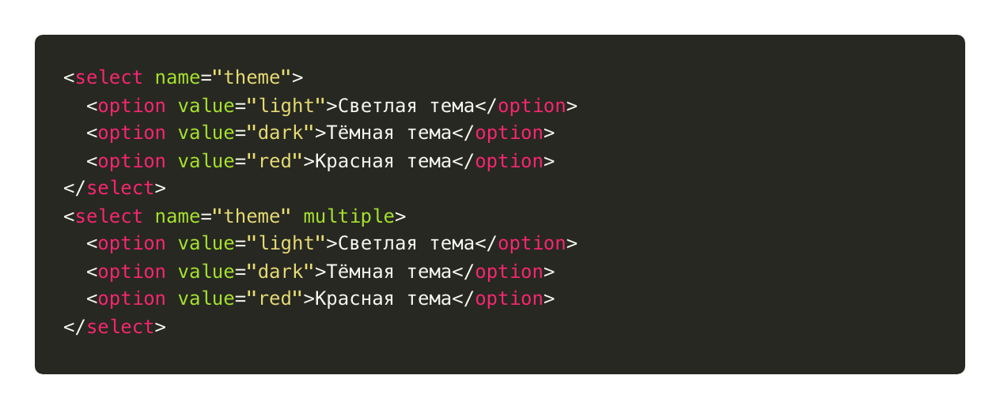 <select name="theme">
  <option value="light">Светлая тема</option>
  <option value="dark">Тёмная тема</option>
  <option value="red">Красная тема</option>
</select>
<select name="theme" multiple>
  <option value="light">Светлая тема</option>
  <option value="dark">Тёмная тема</option>
  <option value="red">Красная тема</option>
</select>